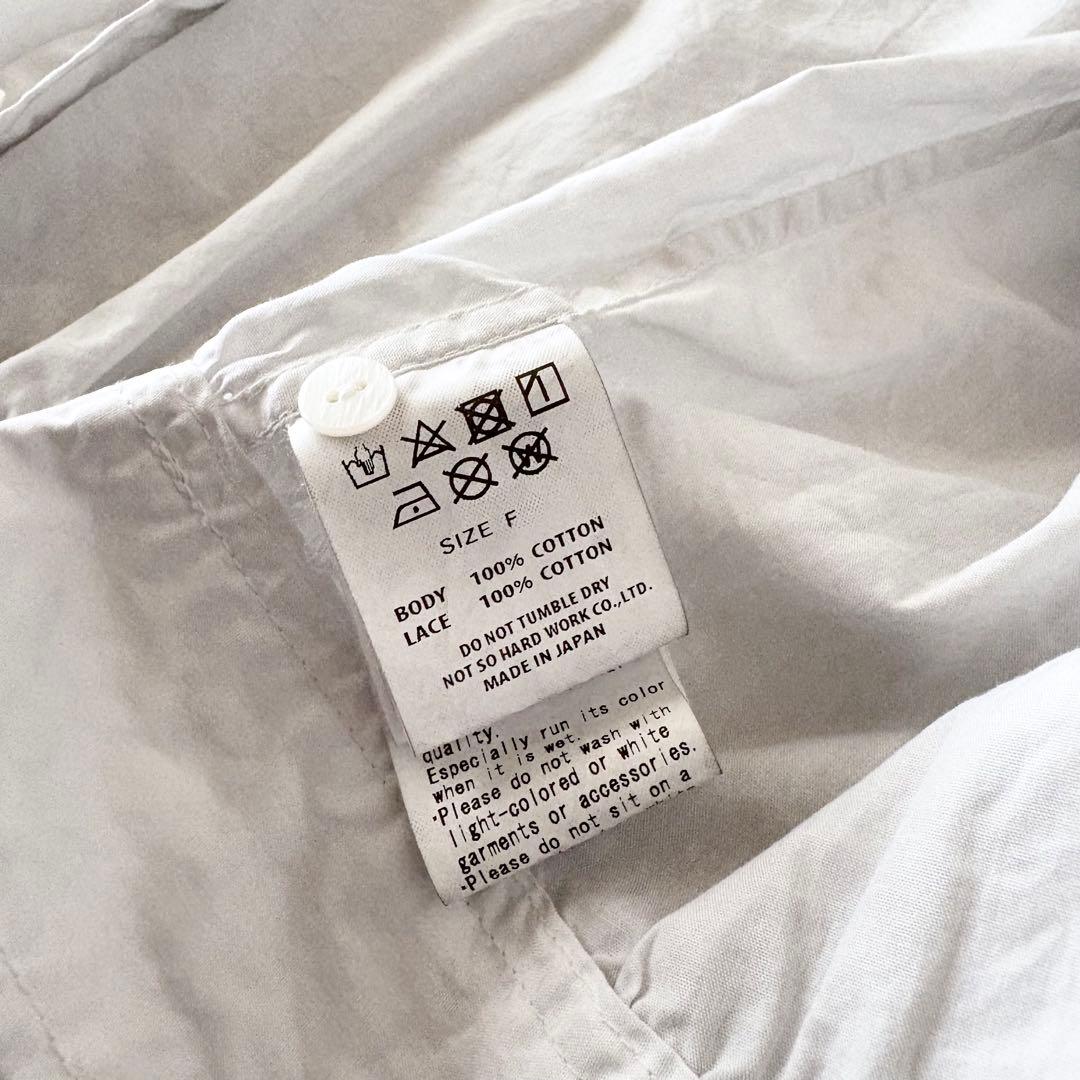 SIZE F
BODY 100% COTTON
LACE 100% COTTON
DO NOT TUMBLE DRY
NOT SO HARD WORK CO.,LTD.
MADE IN JAPAN
quality.
Especially run its color
when it is wet.
・Please do not wash with
light-colored or white
garments or accessories.
・Please do not sit on a